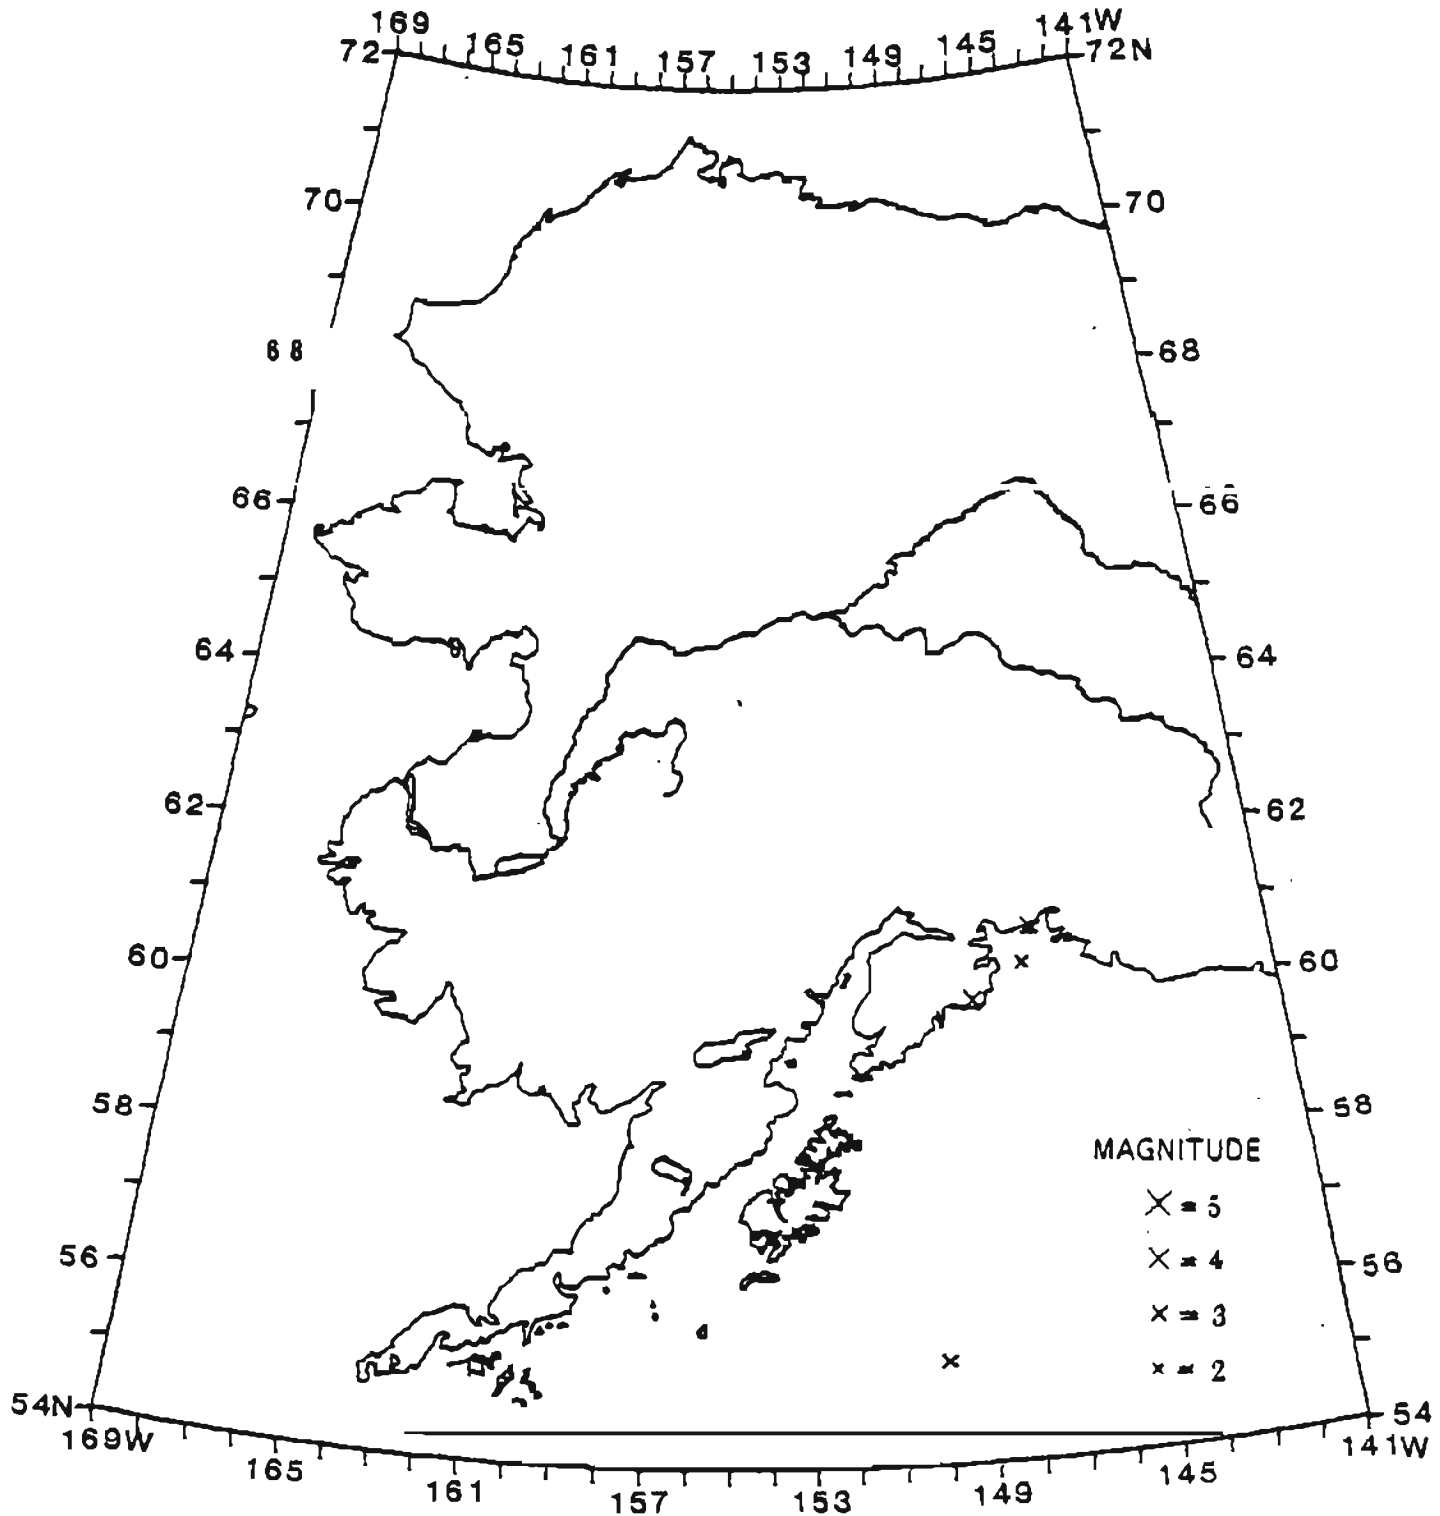 169 165 161 157 153 149 145 141W
72 72N
70 70
68 68
66 66
64 64
62 62
60 60
58 58
MAGNITUDE
× = 5
56 × = 4 56
× = 3
× = 2
54N 54
169W 165 161 157 153 149 145 141W